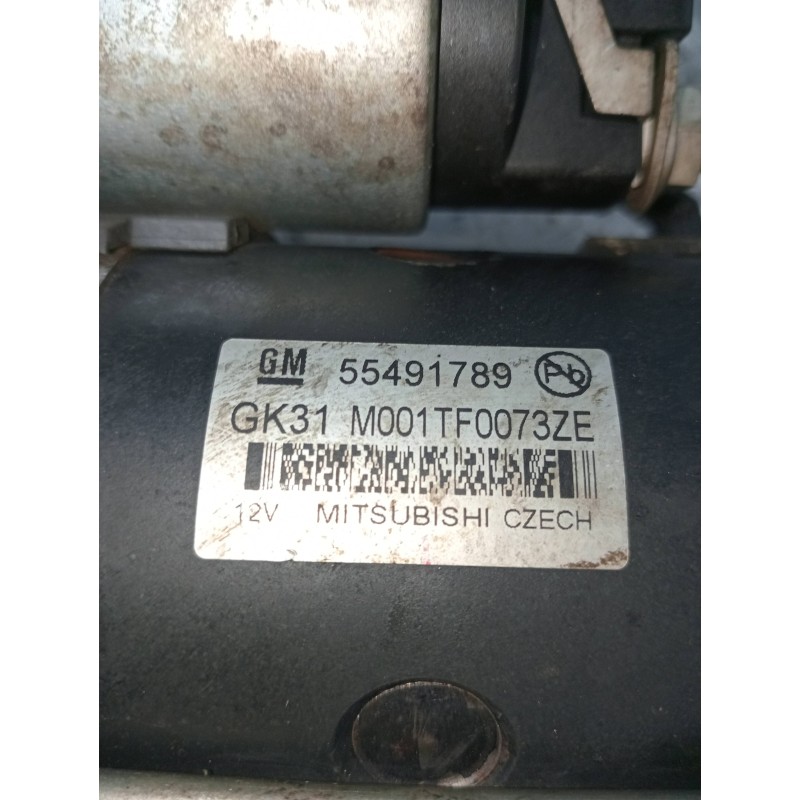 GM 55491789 Pb
GK31 M001TF0073ZE
12V MITSUBISHI CZECH